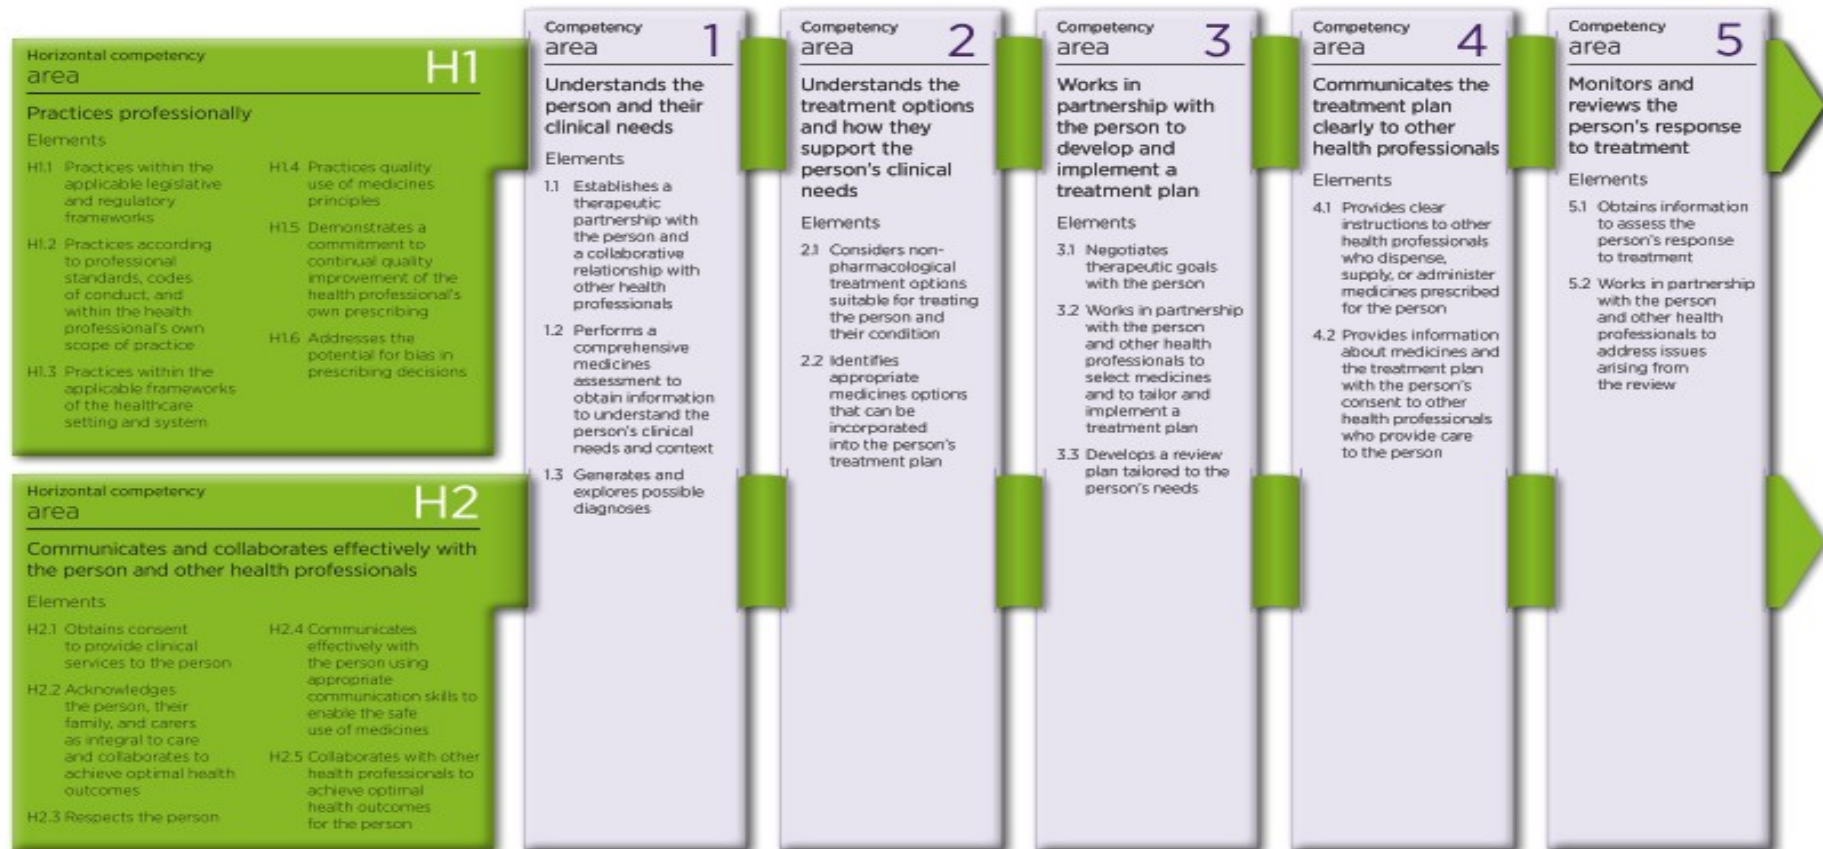 Horizontal competency
area
H1
Practices professionally
Elements
H1.1 Practices within the
applicable legislative
and regulatory
frameworks
H1.2 Practices according
to professional
standards, codes
of conduct, and
within the health
professional's own
scope of practice
H1.3 Practices within the
applicable frameworks
of the healthcare
setting and system
H1.4 Practices quality
use of medicines
principles
H1.5 Demonstrates a
commitment to
continual quality
improvement of the
health professional's
own prescribing
H1.6 Addresses the
potential for bias in
prescribing decisions
Horizontal competency
area
H2
Communicates and collaborates effectively with
the person and other health professionals
Elements
H2.1 Obtains consent
to provide clinical
services to the person
H2.2 Acknowledges
the person, their
family, and carers
as integral to care
and collaborates to
achieve optimal health
outcomes
H2.3 Respects the person
H2.4 Communicates
effectively with
the person using
appropriate
communication skills to
enable the safe
use of medicines
H2.5 Collaborates with other
health professionals to
achieve optimal
health outcomes
for the person
Competency
area
1
Understands the
person and their
clinical needs
Elements
1.1 Establishes a
therapeutic
partnership with
the person and
a collaborative
relationship with
other health
professionals
1.2 Performs a
comprehensive
medicines
assessment to
obtain information
to understand the
person's clinical
needs and context
1.3 Generates and
explores possible
diagnoses
Competency
area
2
Understands the
treatment options
and how they
support the
person's clinical
needs
Elements
2.1 Considers non-
pharmacological
treatment options
suitable for treating
the person and
their condition
2.2 Identifies
appropriate
medicines options
that can be
incorporated
into the person's
treatment plan
Competency
area
3
Works in
partnership with
the person to
develop and
implement a
treatment plan
Elements
3.1 Negotiates
therapeutic goals
with the person
3.2 Works in partnership
with the person
and other health
professionals to
select medicines
and to tailor and
implement a
treatment plan
3.3 Develops a review
plan tailored to the
person's needs
Competency
area
4
Communicates the
treatment plan
clearly to other
health professionals
Elements
4.1 Provides clear
instructions to other
health professionals
who dispense,
supply, or administer
medicines prescribed
for the person
4.2 Provides information
about medicines and
the treatment plan
with the person's
consent to other
health professionals
who provide care
to the person
Competency
area
5
Monitors and
reviews the
person's response
to treatment
Elements
5.1 Obtains information
to assess the
person's response
to treatment
5.2 Works in partnership
with the person
and other health
professionals to
address issues
arising from
the review